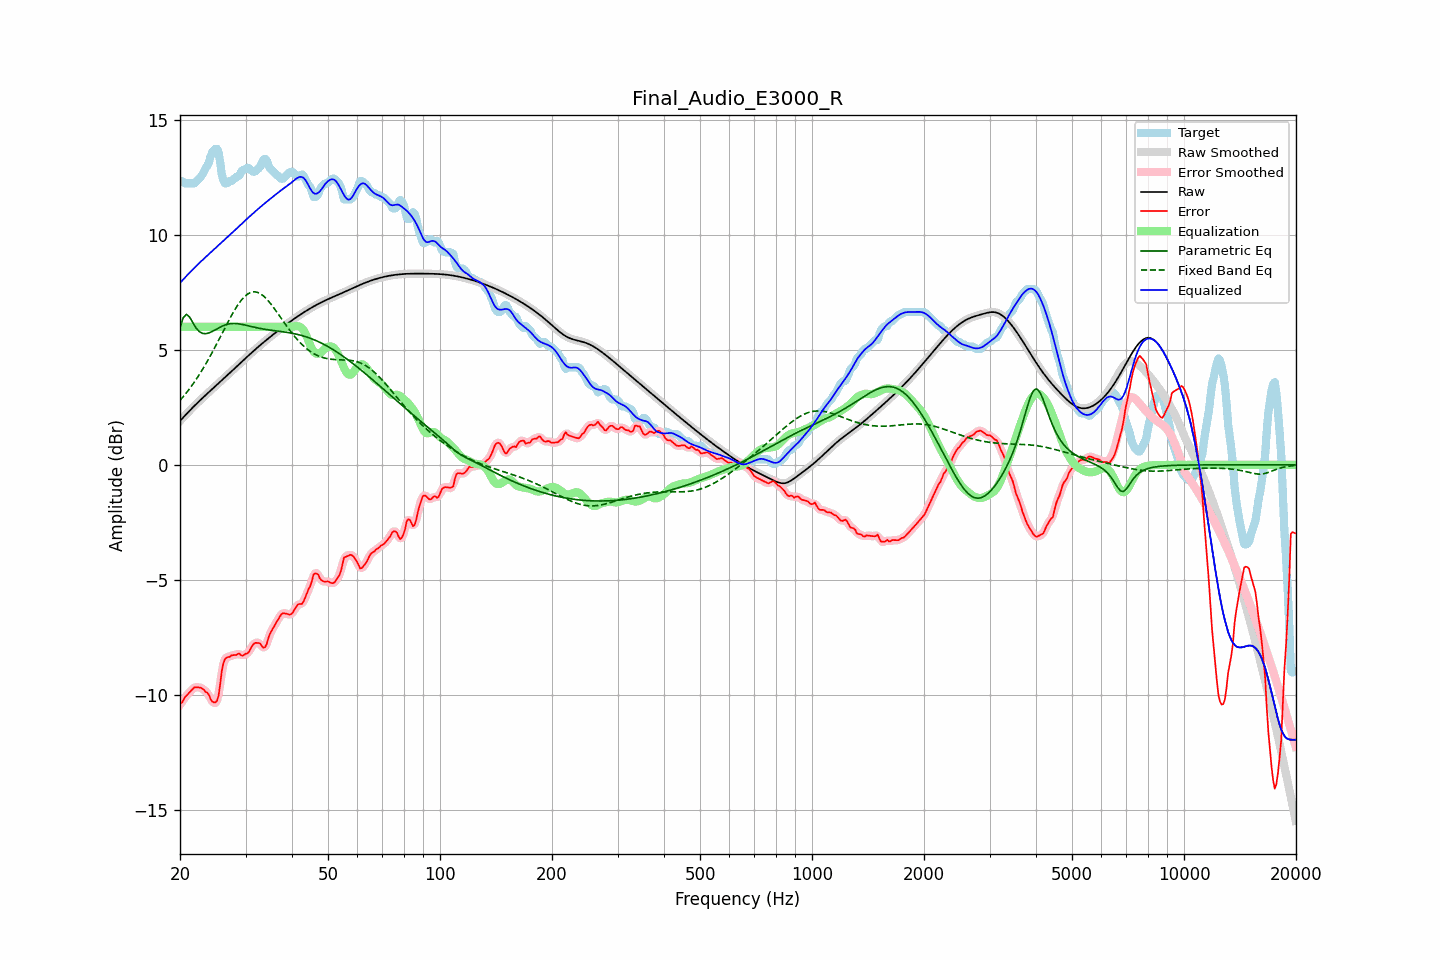 Final_Audio_E3000_R
Amplitude (dBr)
15
10
5
0
−5
−10
−15
Target
Raw Smoothed
Error Smoothed
Raw
Error
Equalization
Parametric Eq
Fixed Band Eq
Equalized
20 50 100 200 500 1000 2000 5000 10000 20000
Frequency (Hz)